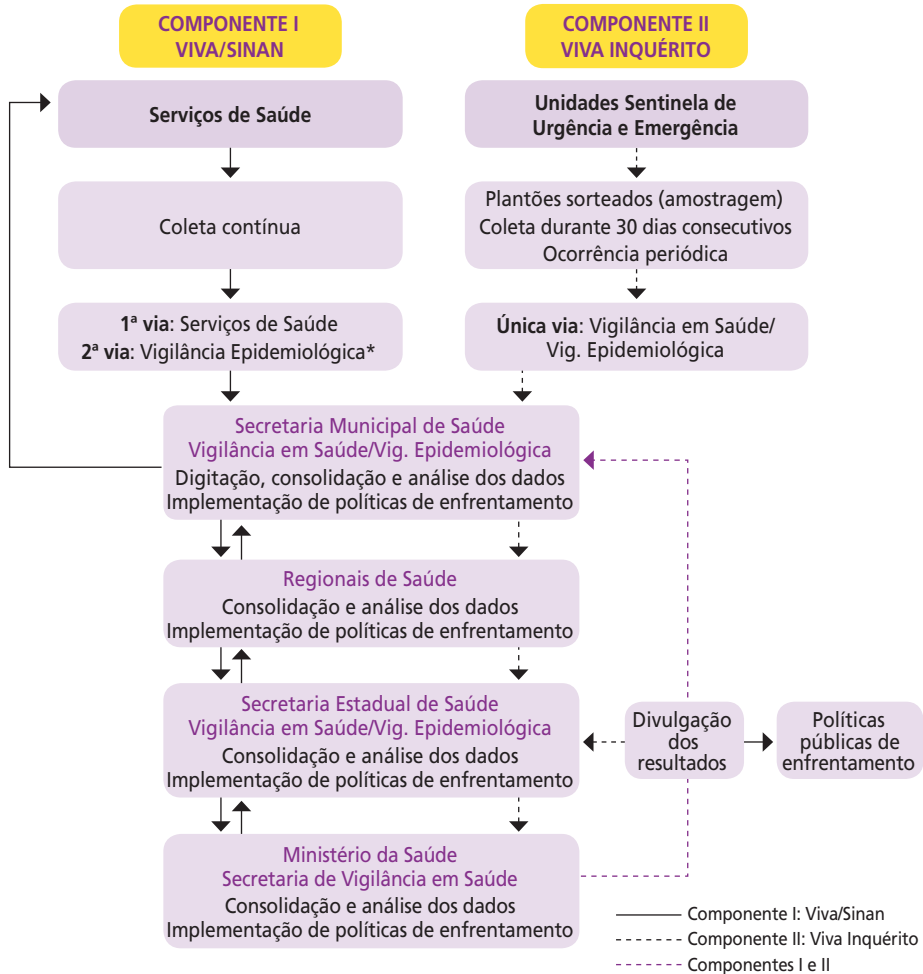 COMPONENTE I
VIVA/SINAN
COMPONENTE II
VIVA INQUÉRITO
Serviços de Saúde
Unidades Sentinela de
Urgência e Emergência
Coleta contínua
Plantões sorteados (amostragem)
Coleta durante 30 dias consecutivos
Ocorrência periódica
1ª via: Serviços de Saúde
2ª via: Vigilância Epidemiológica*
Única via: Vigilância em Saúde/
Vig. Epidemiológica
Secretaria Municipal de Saúde
Vigilância em Saúde/Vig. Epidemiológica
Digitação, consolidação e análise dos dados
Implementação de políticas de enfrentamento
Regionais de Saúde
Consolidação e análise dos dados
Implementação de políticas de enfrentamento
Secretaria Estadual de Saúde
Vigilância em Saúde/Vig. Epidemiológica
Consolidação e análise dos dados
Implementação de políticas de enfrentamento
Divulgação
dos
resultados
Políticas
públicas de
enfrentamento
Ministério da Saúde
Secretaria de Vigilância em Saúde
Consolidação e análise dos dados
Implementação de políticas de enfrentamento
Componente I: Viva/Sinan
Componente II: Viva Inquérito
Componentes I e II